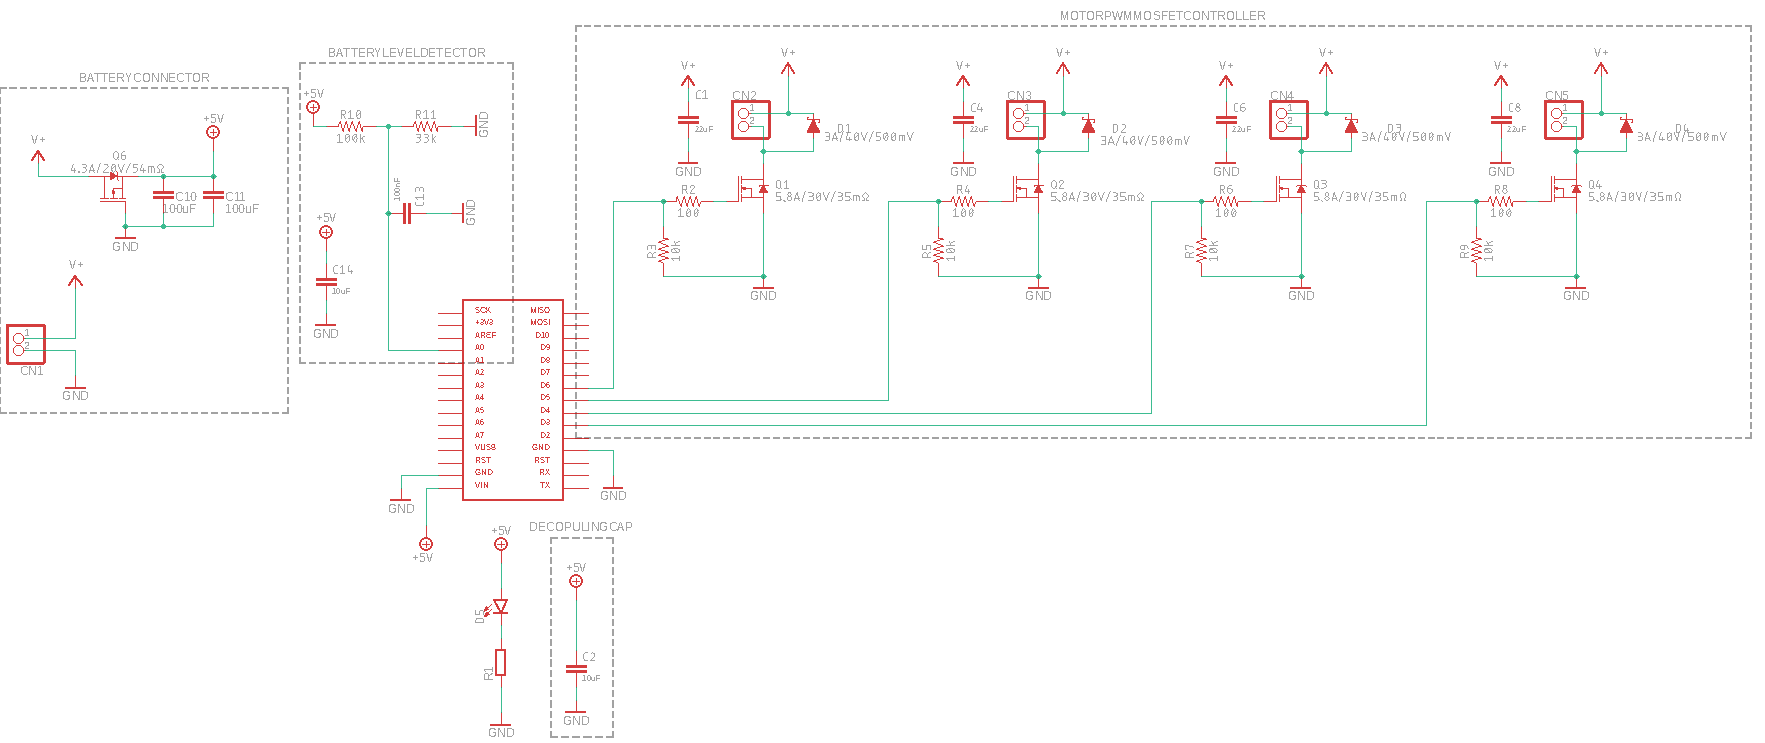 MOTORPWMMOSFETCONTROLLER
BATTERYLEVELDETECTOR
BATTERYCONNECTOR
V+
Q6
4.3A/20V/54mΩ
+5V
C10
100uF
C11
100uF
GND
V+
1
2
CN1
GND
+5V
R10
100k
R11
33k
GND
100nF
C13
GND
+5V
C14
10uF
GND
V+
C1
22uF
GND
CN2
1
2
V+
D1
3A/40V/500mV
Q1
5.8A/30V/35mΩ
R2
100
R3
10k
GND
V+
C4
22uF
GND
CN3
1
2
V+
D2
3A/40V/500mV
Q2
5.8A/30V/35mΩ
R4
100
R5
10k
GND
V+
C6
22uF
GND
CN4
1
2
V+
D3
3A/40V/500mV
Q3
5.8A/30V/35mΩ
R6
100
R7
10k
GND
V+
C8
22uF
GND
CN5
1
2
V+
D4
3A/40V/500mV
Q4
5.8A/30V/35mΩ
R8
100
R9
10k
GND
SCK MISO
+3V3 MOSI
AREF D10
A0 D9
A1 D8
A2 D7
A3 D6
A4 D5
A5 D4
A6 D3
A7 D2
VUSB GND
RST RST
GND RX
VIN TX
GND
+5V
GND
+5V
D5
R1
GND
DECOPULINGCAP
+5V
C2
10uF
GND